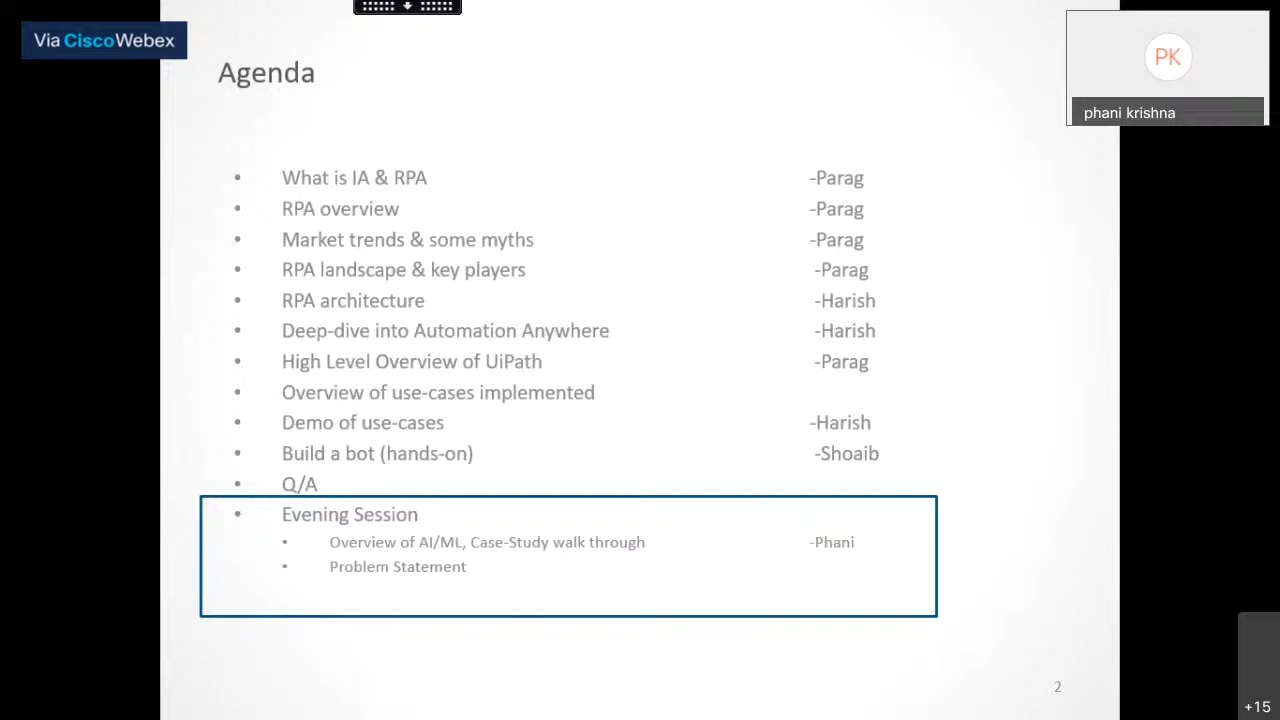 Via CiscoWebex
PK
phani krishna
Agenda
• What is IA & RPA -Parag
• RPA overview -Parag
• Market trends & some myths -Parag
• RPA landscape & key players -Parag
• RPA architecture -Harish
• Deep-dive into Automation Anywhere -Harish
• High Level Overview of UiPath -Parag
• Overview of use-cases implemented
• Demo of use-cases -Harish
• Build a bot (hands-on) -Shoaib
• Q/A
• Evening Session
• Overview of AI/ML, Case-Study walk through -Phani
• Problem Statement
2
+15